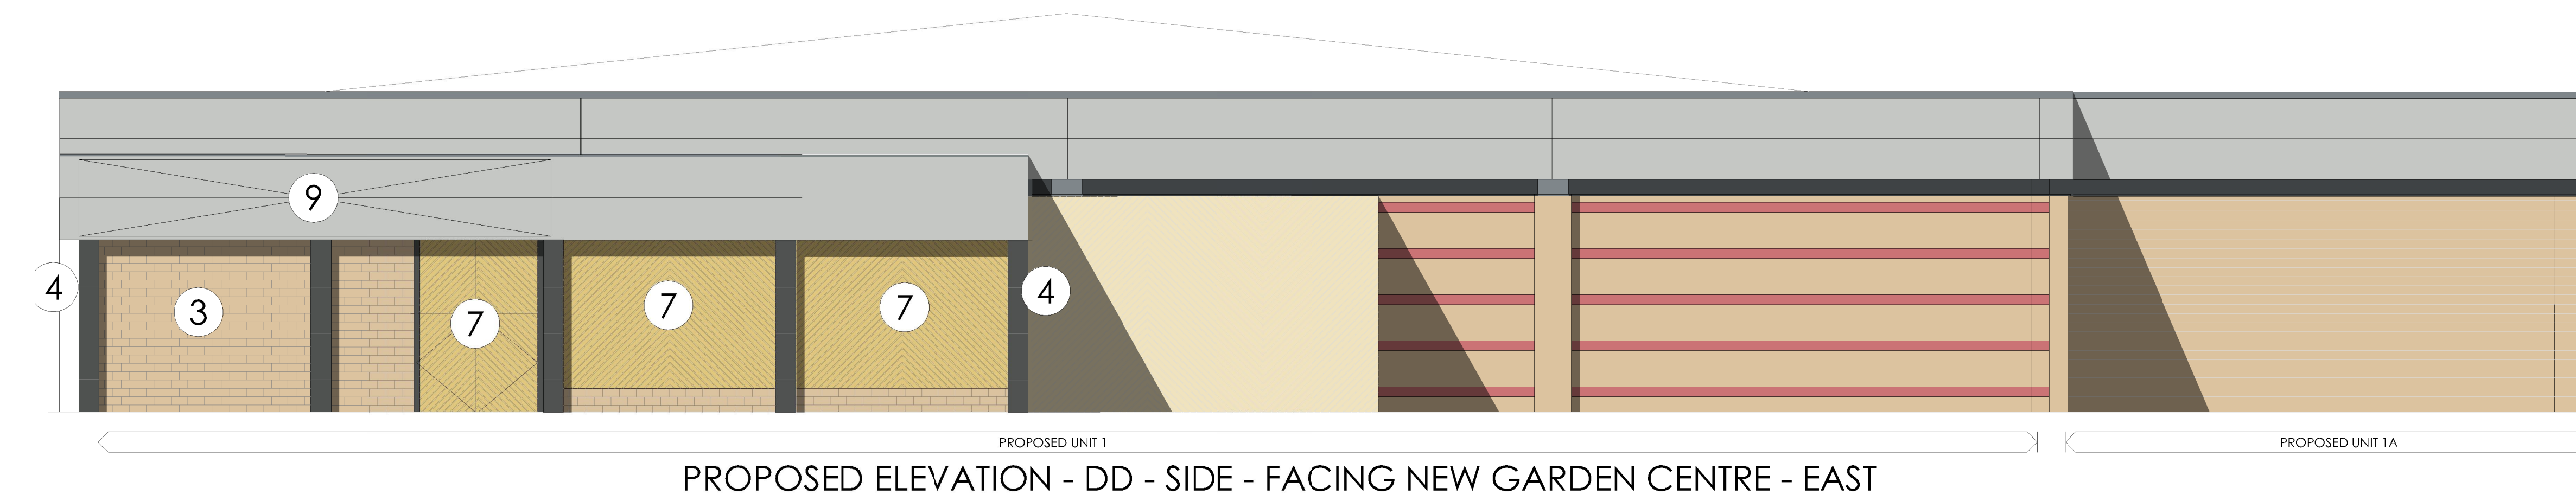 9
4
3
7
7
7
4
PROPOSED UNIT 1
PROPOSED UNIT 1A
PROPOSED ELEVATION - DD - SIDE - FACING NEW GARDEN CENTRE - EAST